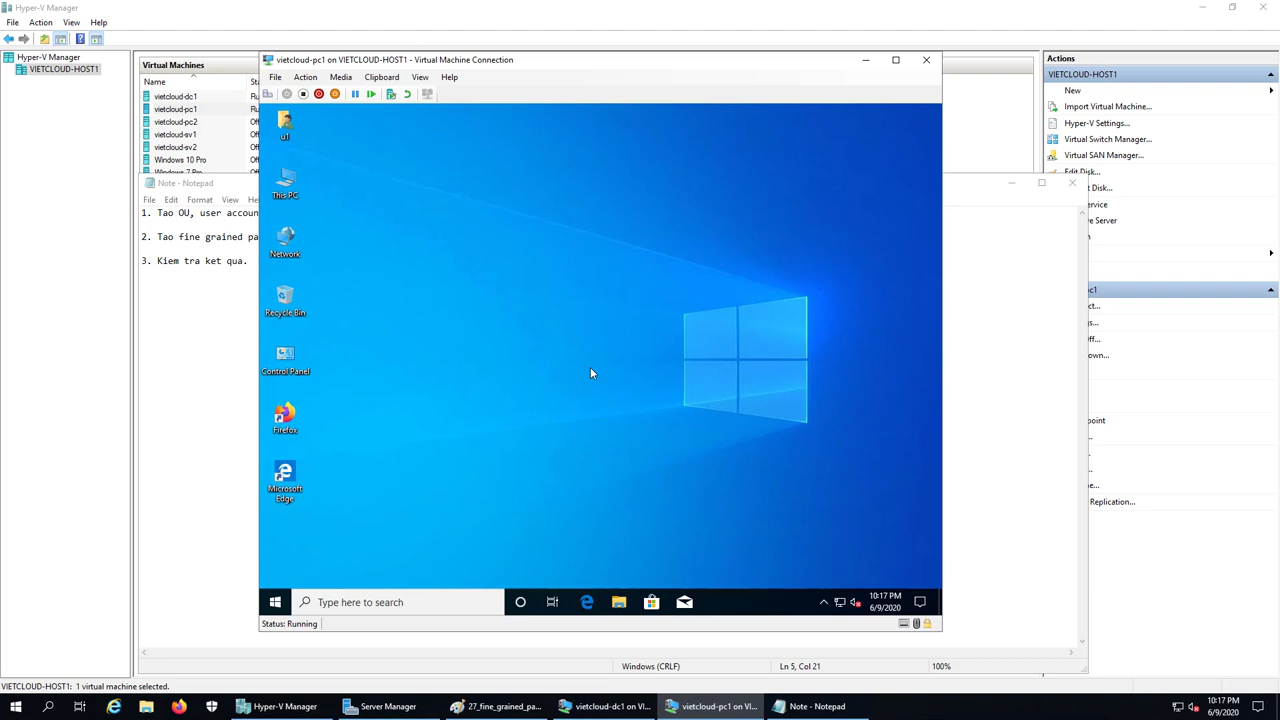 Hyper-V Manager
File Action View Help
Hyper-V Manager
VIETCLOUD-HOST1
Virtual Machines
Name
vietcloud-dc1
vietcloud-pc1
vietcloud-pc2
vietcloud-sv1
vietcloud-sv2
Windows 10 Pro
Note - Notepad
File Edit Format View
1. Tao OU, user
2. Tao fine grained
3. Kiem tra ket qua.
Windows (CRLF)
Ln 5, Col 21
100%
vietcloud-pc1 on VIETCLOUD-HOST1 - Virtual Machine Connection
File Action Media Clipboard View Help
u1
This PC
Network
Recycle Bin
Control Panel
Firefox
Microsoft
Edge
Type here to search
10:17 PM
6/9/2020
Status: Running
Actions
VIETCLOUD-HOST1
New
Import Virtual Machine...
Hyper-V Settings...
Virtual Switch Manager...
Virtual SAN Manager...
Edit Disk...
Disk...
Replication...
VIETCLOUD-HOST1: 1 virtual machine selected.
Hyper-V Manager
Server Manager
27_fine_grained_pa...
vietcloud-dc1 on VI...
vietcloud-pc1 on VI...
Note - Notepad
10:17 PM
6/9/2020